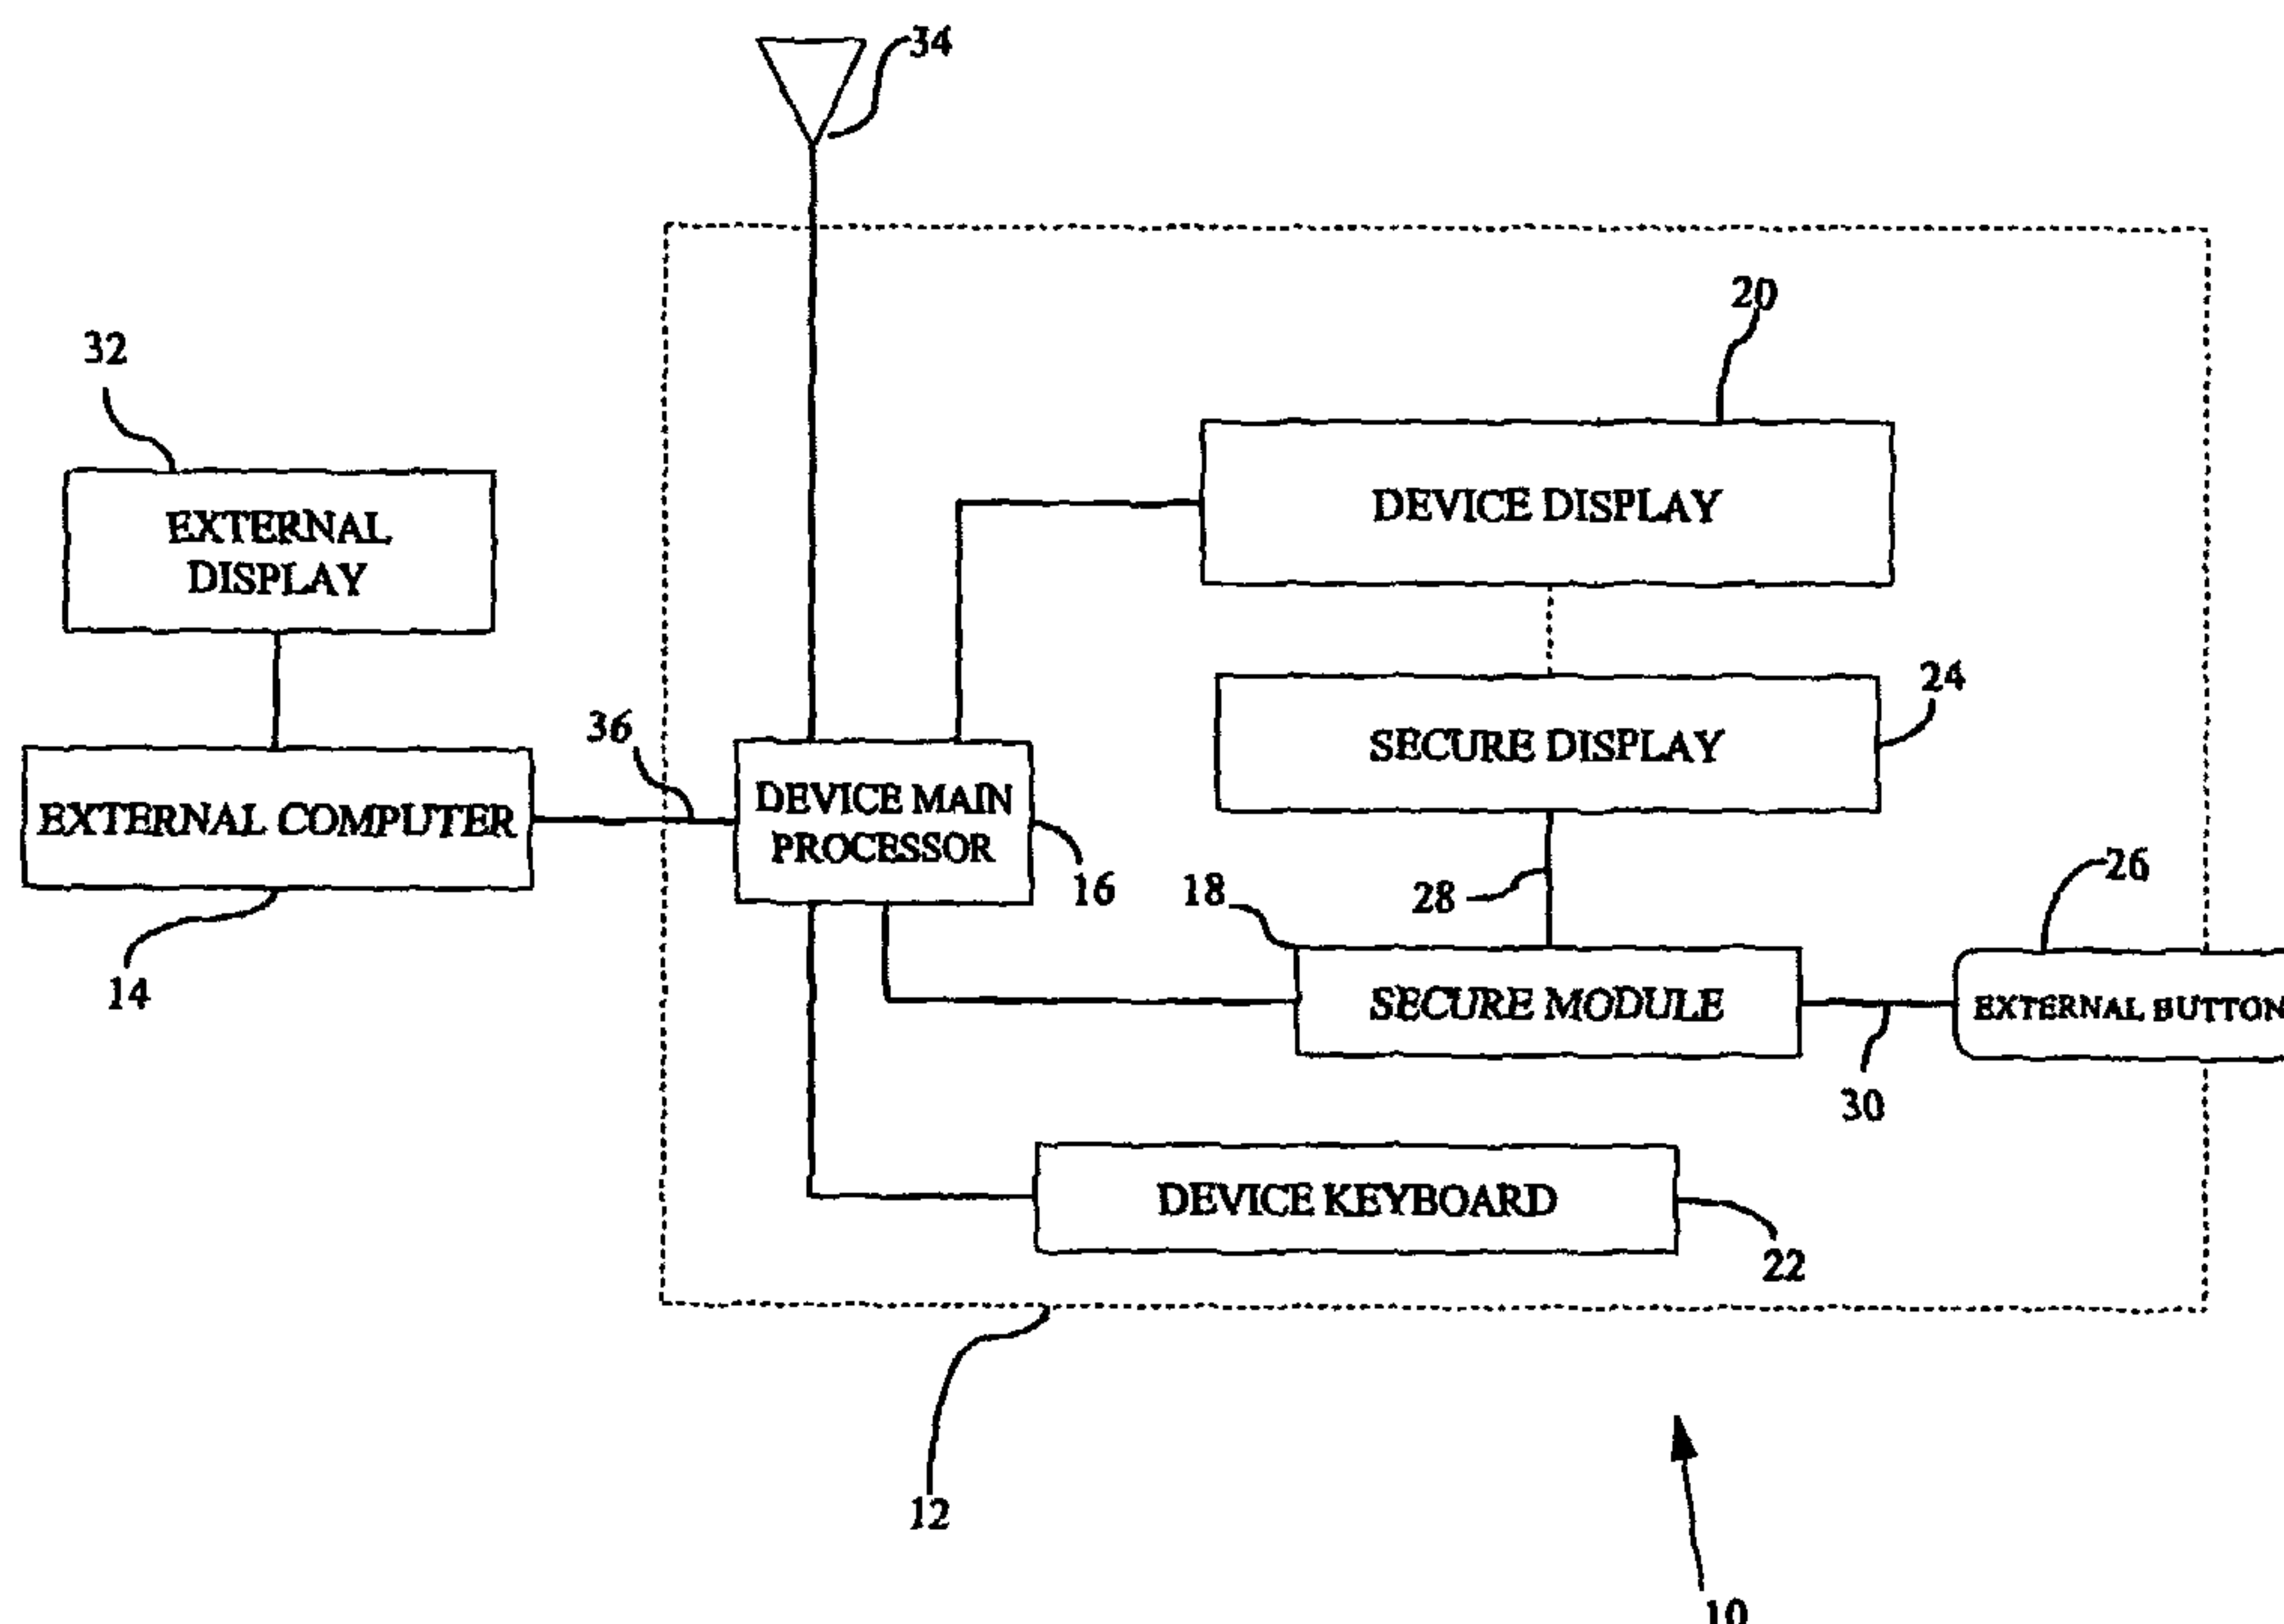 34
20
32
EXTERNAL
DISPLAY
DEVICE DISPLAY
24
36
SECURE DISPLAY
DEVICE MAIN
PROCESSOR
EXTERNAL COMPUTER
16
18
28
26
14
SECURE MODULE
EXTERNAL BUTTON
30
DEVICE KEYBOARD
22
12
10